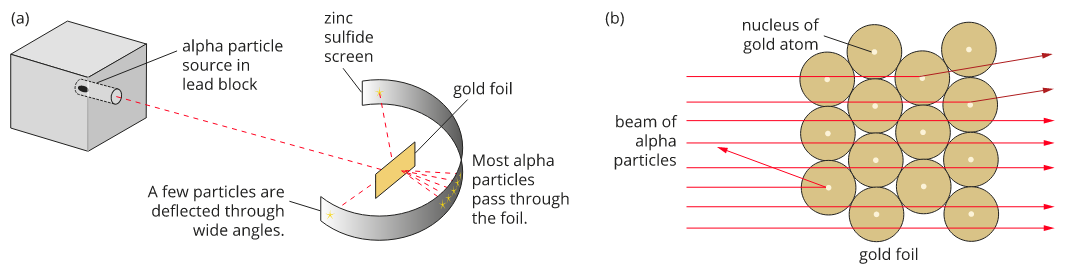 (a)
alpha particle
source in
lead block
zinc
sulfide
screen
gold foil
Most alpha
particles
pass through
the foil.
A few particles are
deflected through
wide angles.
(b)
nucleus of
gold atom
beam of
alpha
particles
gold foil